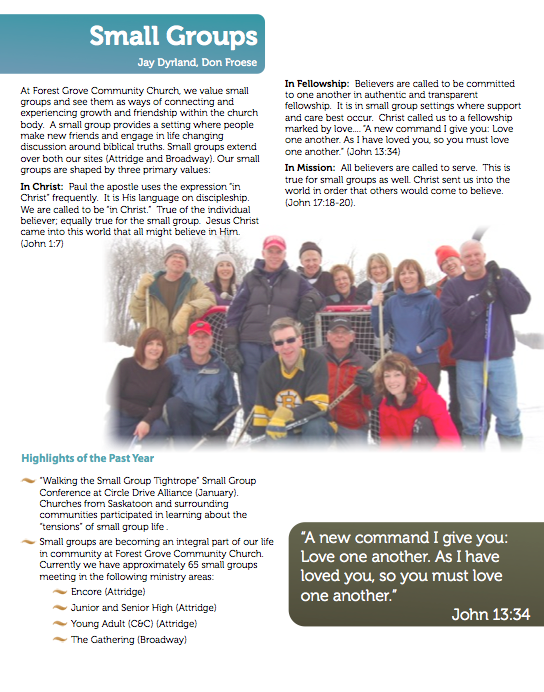 Small Groups
Jay Dyrland, Don Froese
At Forest Grove Community Church, we value small
groups and see them as ways of connecting and
experiencing growth and friendship within the church
body. A small group provides a setting where people
make new friends and engage in life changing
discussion around biblical truths. Small groups extend
over both our sites (Attridge and Broadway). Our small
groups are shaped by three primary values:
In Christ: Paul the apostle uses the expression "in
Christ" frequently. It is His language on discipleship.
We are called to be "in Christ." True of the individual
believer; equally true for the small group. Jesus Christ
came into this world that all might believe in Him.
(John 1:7)
In Fellowship: Believers are called to be committed
to one another in authentic and transparent
fellowship. It is in small group settings where support
and care best occur. Christ called us to a fellowship
marked by love.... "A new command I give you: Love
one another. As I have loved you, so you must love
one another." (John 13:34)
In Mission: All believers are called to serve. This is
true for small groups as well. Christ sent us into the
world in order that others would come to believe.
(John 17:18-20).
Highlights of the Past Year
"Walking the Small Group Tightrope" Small Group
Conference at Circle Drive Alliance (January).
Churches from Saskatoon and surrounding
communities participated in learning about the
"tensions" of small group life .
Small groups are becoming an integral part of our life
in community at Forest Grove Community Church.
Currently we have approximately 65 small groups
meeting in the following ministry areas:
Encore (Attridge)
Junior and Senior High (Attridge)
Young Adult (C&C) (Attridge)
The Gathering (Broadway)
"A new command I give you:
Love one another. As I have
loved you, so you must love
one another."
John 13:34